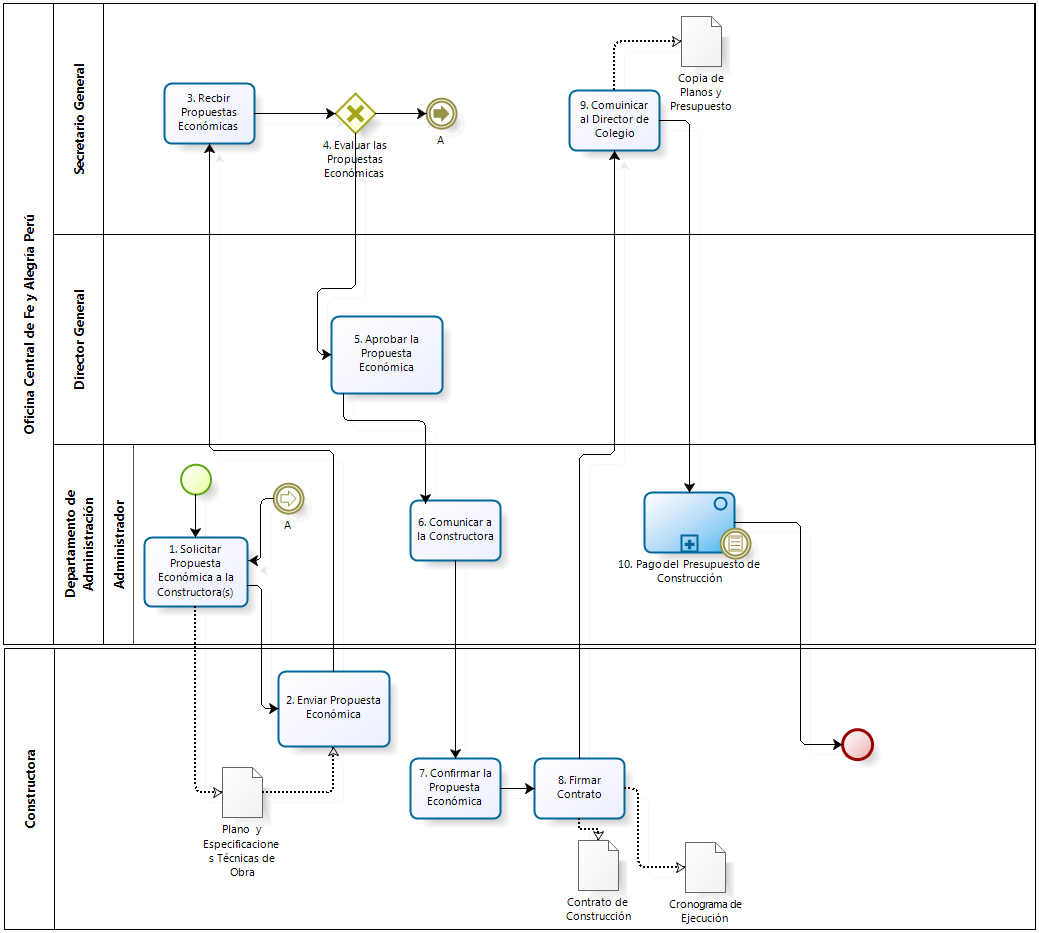 Oficina Central de Fe y Alegría Perú
Secretario General
3. Recbir
Propuestas
Económicas
4. Evaluar las
Propuestas
Económicas
A
9. Comuinicar
al Director de
Colegio
Copia de
Planos y
Presupuesto
Director General
5. Aprobar la
Propuesta
Económica
Departamento de
Administración
Administrador
1. Solicitar
Propuesta
Económica a la
Constructora(s)
A
6. Comunicar a
la Constructora
10. Pago del Presupuesto de
Construcción
Constructora
2. Enviar Propuesta
Económica
Plano y
Especificacione
s Técnicas de
Obra
7. Confirmar la
Propuesta
Económica
8. Firmar
Contrato
Contrato de
Construcción
Cronograma de
Ejecución